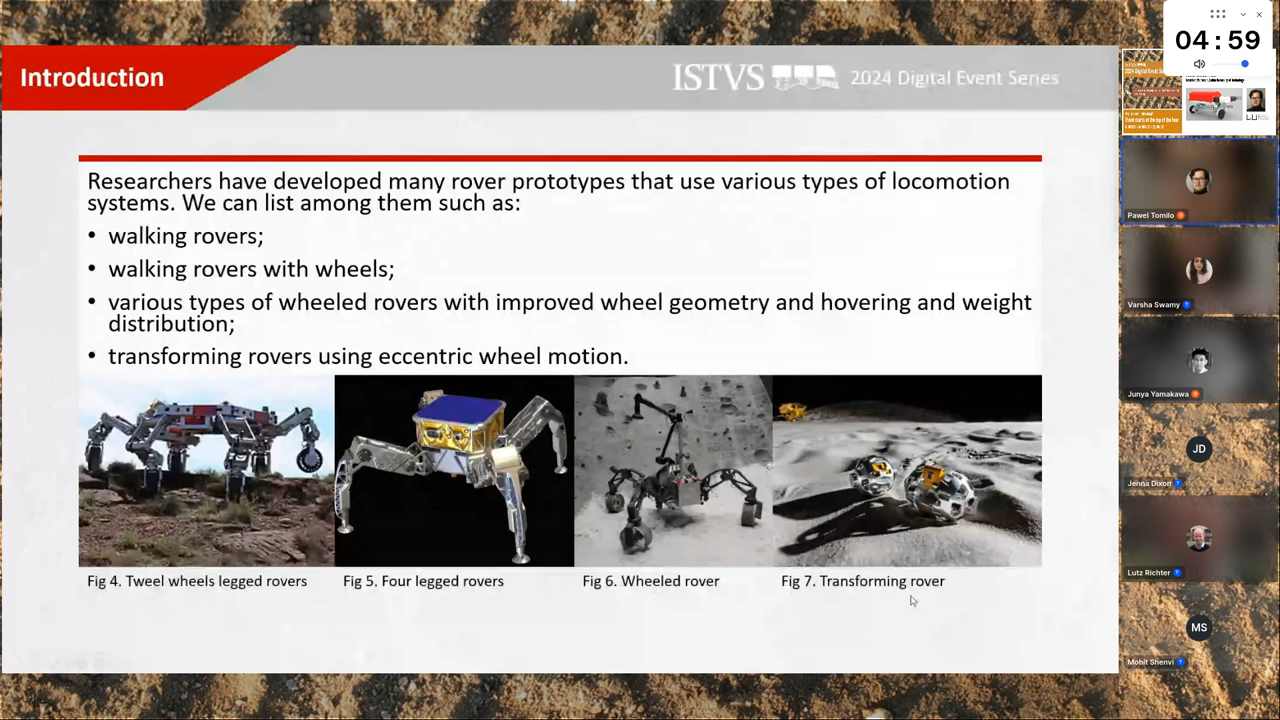 Introduction
ISTVS 2024 Digital Event Series
Researchers have developed many rover prototypes that use various types of locomotion
systems. We can list among them such as:
• walking rovers;
• walking rovers with wheels;
• various types of wheeled rovers with improved wheel geometry and hovering and weight
distribution;
• transforming rovers using eccentric wheel motion.
Fig 4. Tweel wheels legged rovers
Fig 5. Four legged rovers
Fig 6. Wheeled rover
Fig 7. Transforming rover
04:59
Pawel Tomilo
Varsha Swamy
Junya Yamakawa
JD
Jenna Dixon
Lutz Richter
MS
Mohit Shenvi